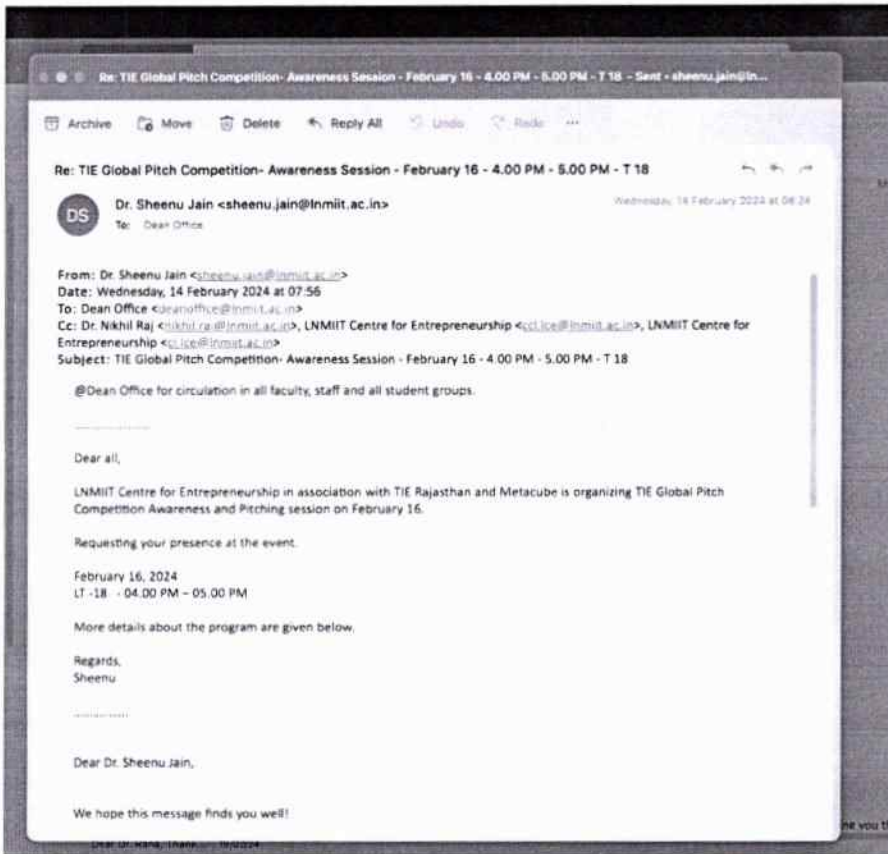 Re: TIE Global Pitch Competition- Awareness Session - February 16 - 4.00 PM - 5.00 PM - T 18 - Sent - sheenu.jain@ln...
Archive Move Delete Reply All Undo Redo ...
Re: TIE Global Pitch Competition- Awareness Session - February 16 - 4.00 PM - 5.00 PM - T 18
DS
Dr. Sheenu Jain <sheenu.jain@lnmiit.ac.in>
Wednesday, 14 February 2024 at 08:24
To: Dean Office
From: Dr. Sheenu Jain <sheenu.jain@lnmiit.ac.in>
Date: Wednesday, 14 February 2024 at 07:56
To: Dean Office <deanoffice@lnmiit.ac.in>
Cc: Dr. Nikhil Raj <nikhil.raj@lnmiit.ac.in>, LNMIIT Centre for Entrepreneurship <ccl.lce@lnmiit.ac.in>, LNMIIT Centre for
Entrepreneurship <cl.lce@lnmiit.ac.in>
Subject: TIE Global Pitch Competition- Awareness Session - February 16 - 4.00 PM - 5.00 PM - T 18
@Dean Office for circulation in all faculty, staff and all student groups.
Dear all,
LNMIIT Centre for Entrepreneurship in association with TIE Rajasthan and Metacube is organizing TIE Global Pitch
Competition Awareness and Pitching session on February 16.
Requesting your presence at the event.
February 16, 2024
LT -18 - 04.00 PM – 05.00 PM
More details about the program are given below.
Regards,
Sheenu
Dear Dr. Sheenu Jain,
We hope this message finds you well!